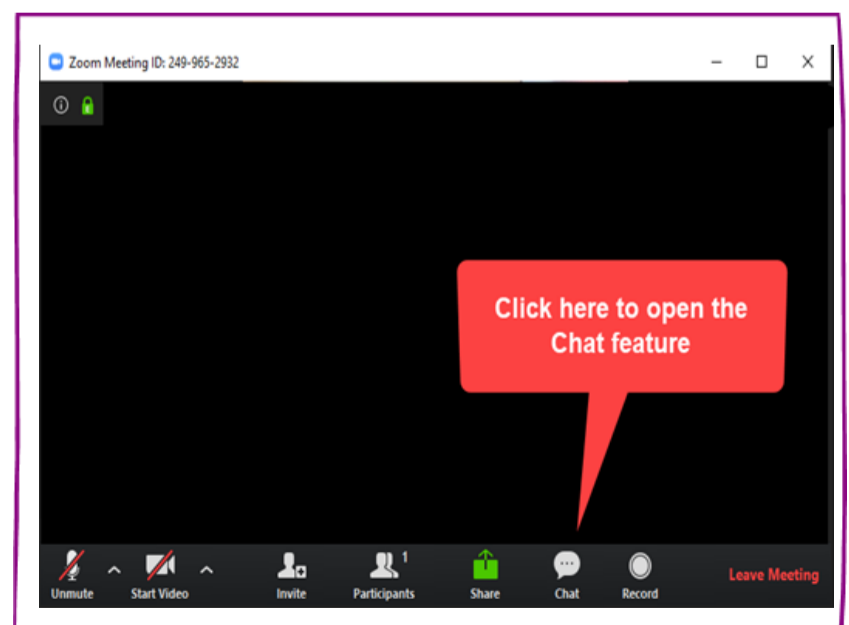 Zoom Meeting ID: 249-965-2932
Click here to open the
Chat feature
1
Unmute Start Video Invite Participants Share Chat Record Leave Meeting